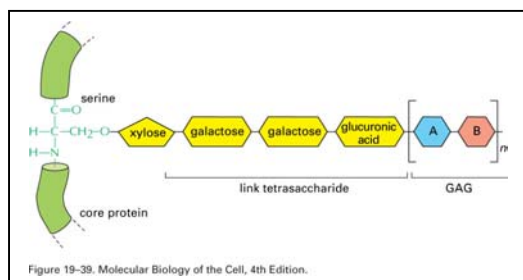 serine
C=O
H–C–CH2–O–
H–N
xylose
galactose
galactose
glucuronic
acid
A
B
n
link tetrasaccharide
GAG
core protein
Figure 19–39. Molecular Biology of the Cell, 4th Edition.